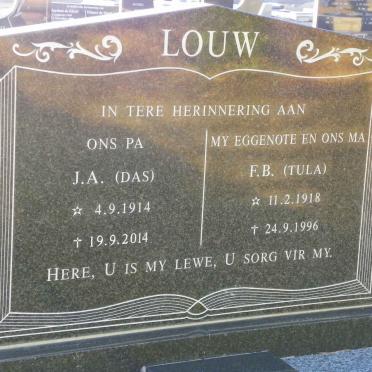 LOUW
IN TERE HERINNERING AAN
ONS PA
J.A. (DAS)
☆ 4.9.1914
† 19.9.2014
MY EGGENOTE EN ONS MA
F.B. (TULA)
☆ 11.2.1918
† 24.9.1996
HERE, U IS MY LEWE, U SORG VIR MY.